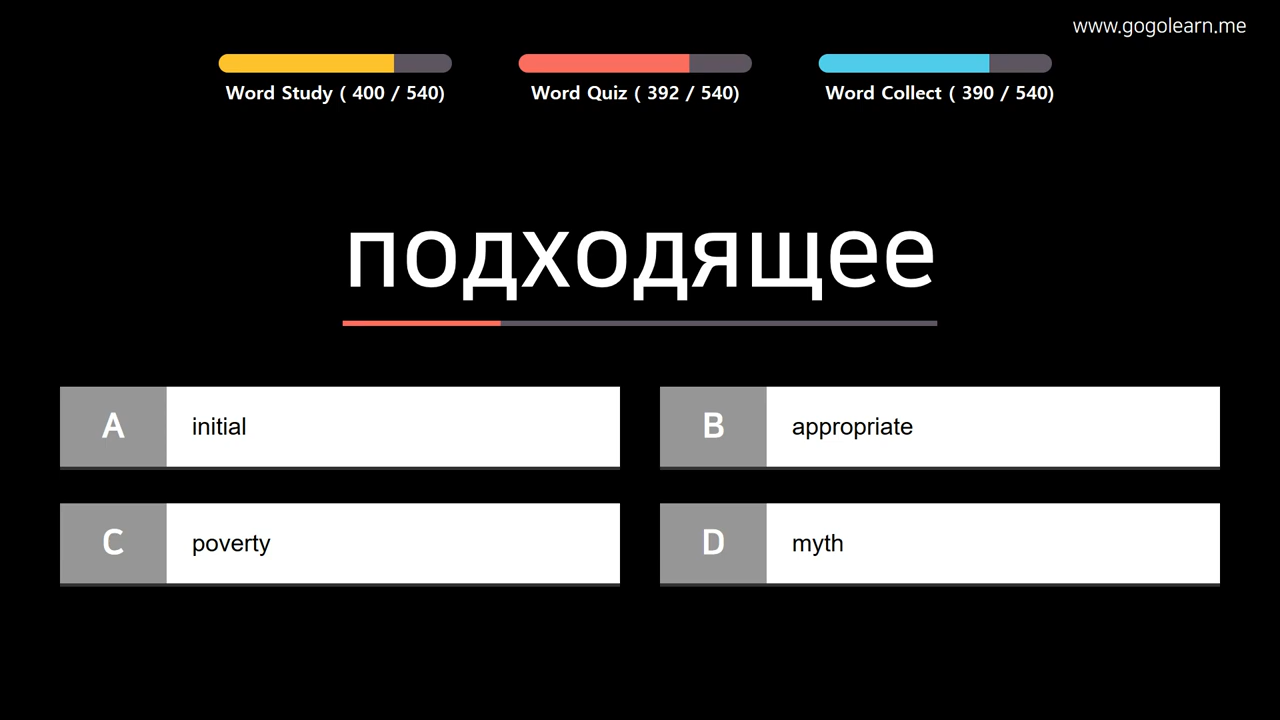 www.gogolearn.me
Word Study ( 400 / 540) Word Quiz ( 392 / 540) Word Collect ( 390 / 540)
подходящее
A initial B appropriate
C poverty D myth